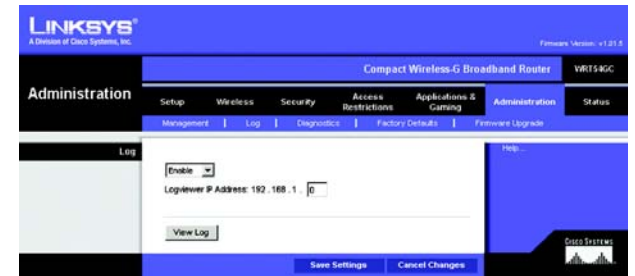 LINKSYS®
A Division of Cisco Systems, Inc.
Firmware Version: v1.21.5
Compact Wireless-G Broadband Router
WRT54GC
Administration
Setup
Wireless
Security
Access Restrictions
Applications & Gaming
Administration
Status
Management | Log | Diagnostics | Factory Defaults | Firmware Upgrade
Log
Help...
Enable
Logviewer IP Address: 192 . 168 . 1 . 0
View Log
Save Settings
Cancel Changes
CISCO SYSTEMS